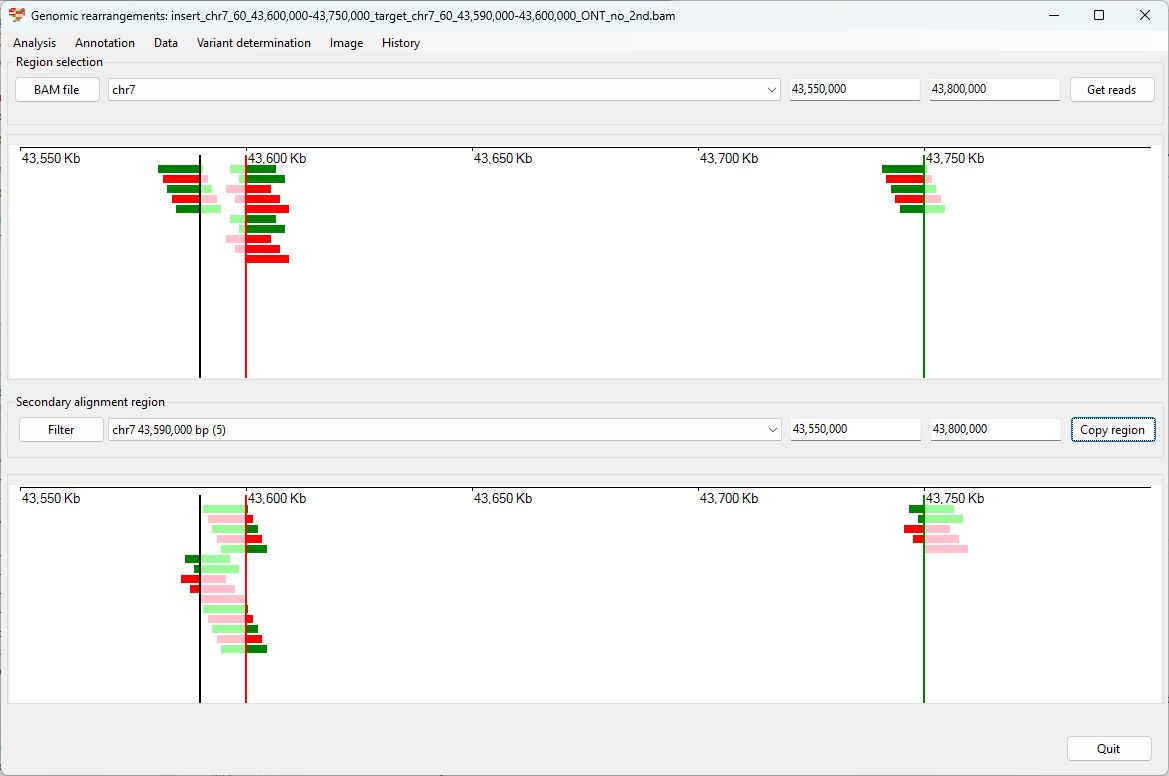 Genomic rearrangements: insert_chr7_60_43,600,000-43,750,000_target_chr7_60_43,590,000-43,600,000_ONT_no_2nd.bam
Analysis Annotation Data Variant determination Image History
Region selection
BAM file chr7 43,550,000 43,800,000 Get reads
43,550 Kb 43,600 Kb 43,650 Kb 43,700 Kb 43,750 Kb
Secondary alignment region
Filter chr7 43,590,000 bp (5) 43,550,000 43,800,000 Copy region
43,550 Kb 43,600 Kb 43,650 Kb 43,700 Kb 43,750 Kb
Quit